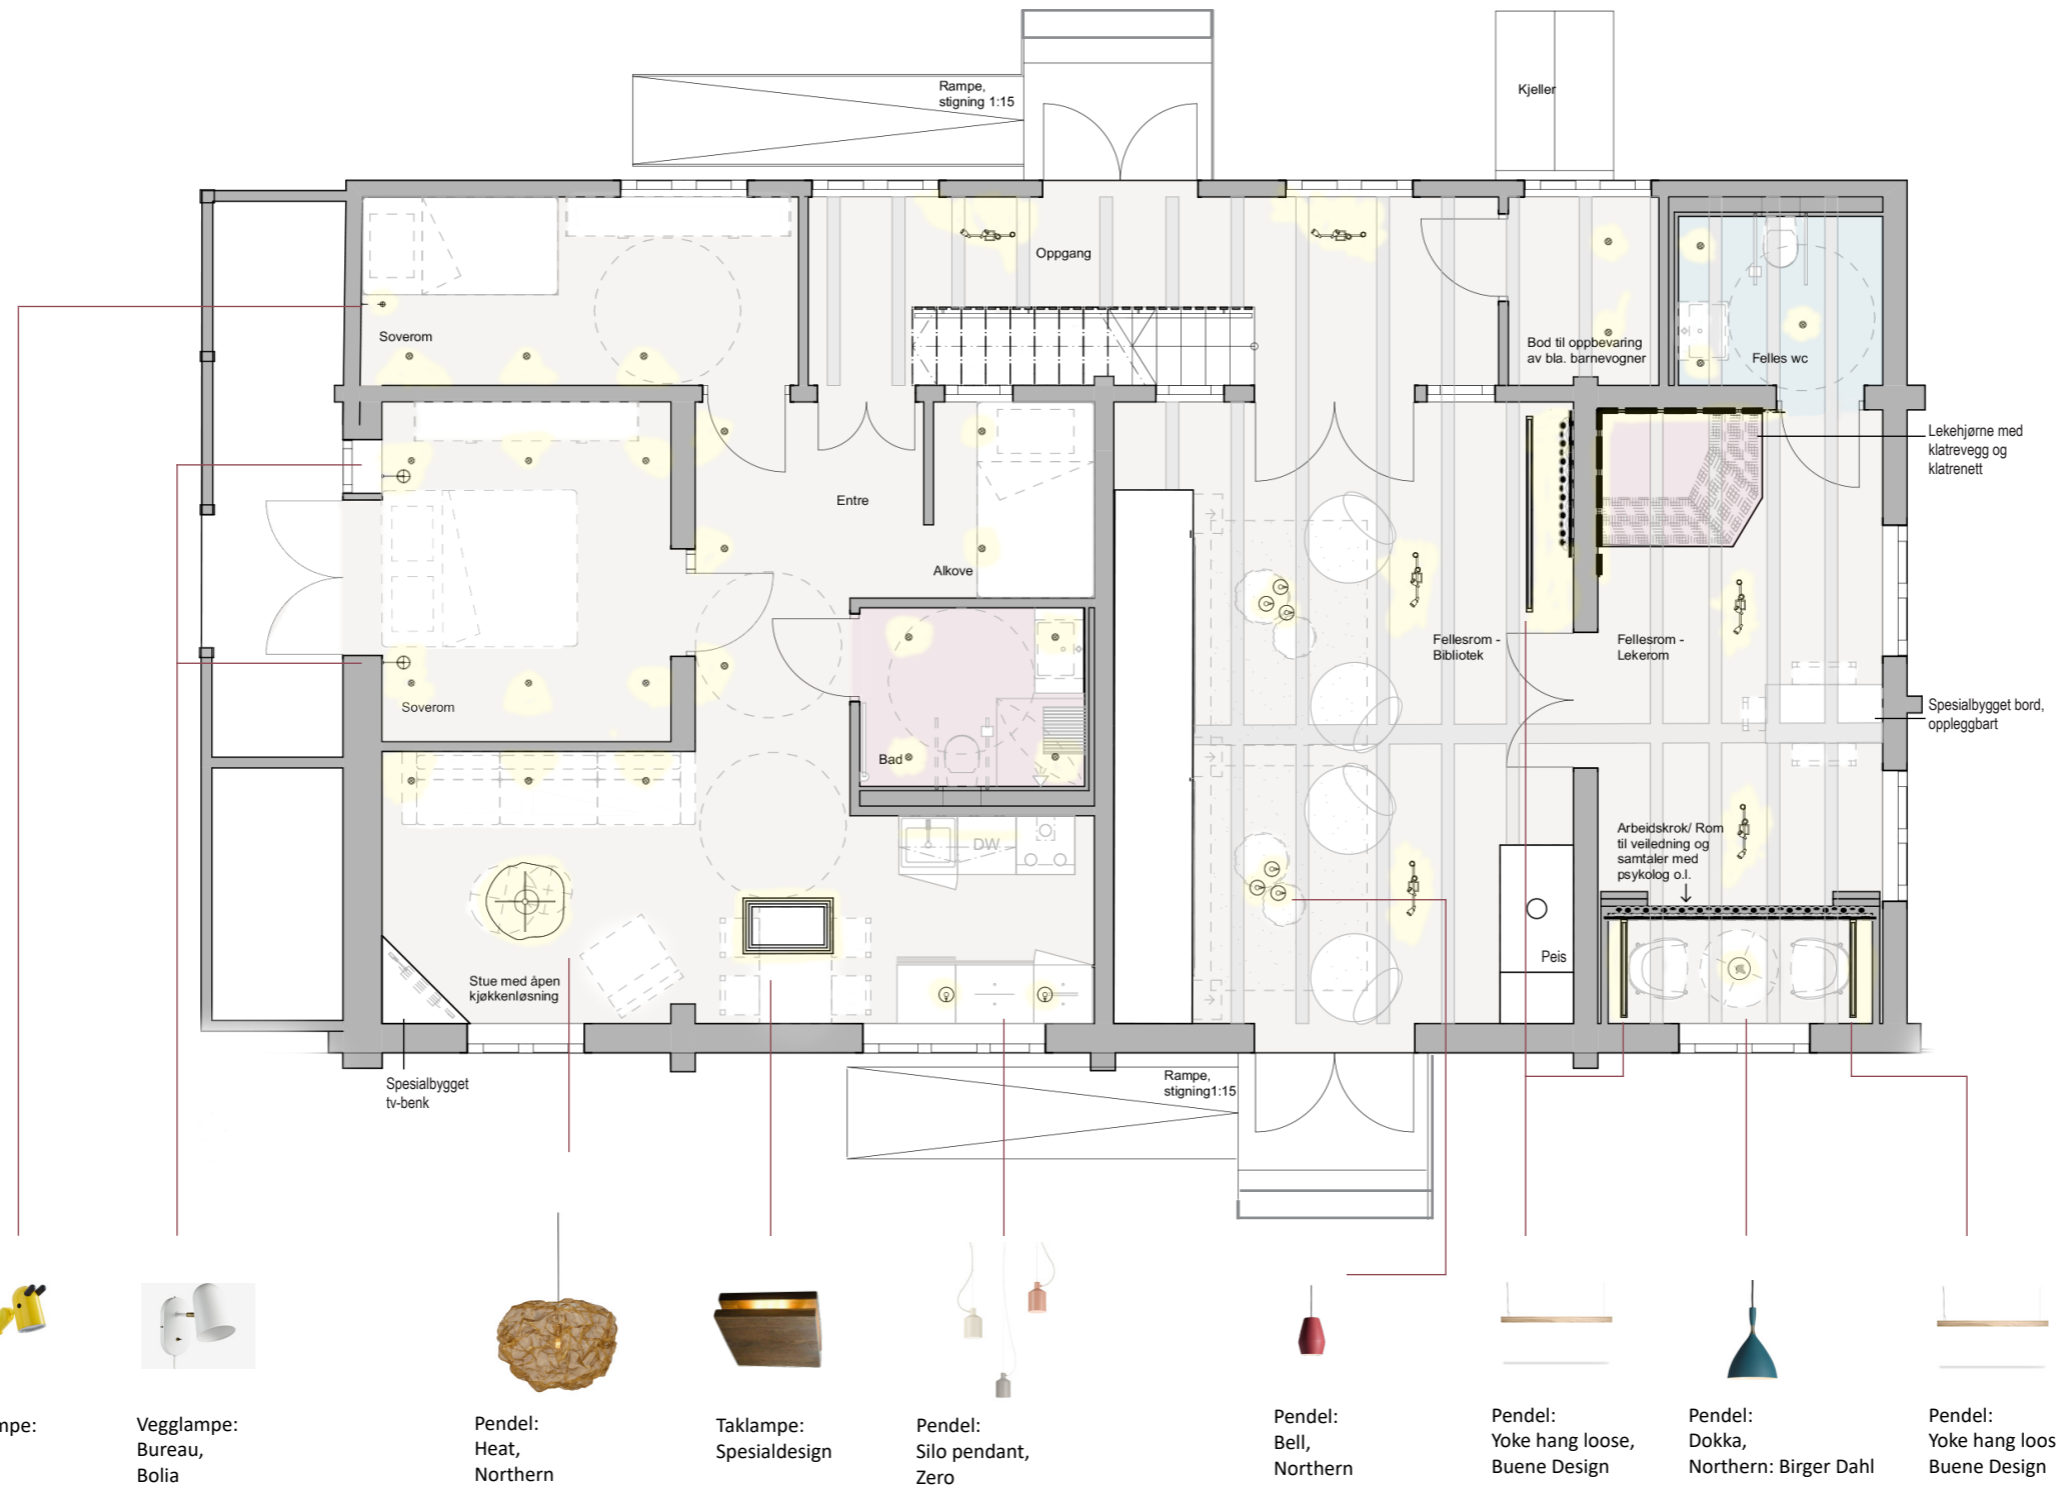 Rampe,
stigning 1:15
Kjeller
Oppgang
Soverom
Bod til oppbevaring
av bla. barnevogner
Felles wc
Lekehjørne med
klatrevegg og
klatrenett
Entre
Alkove
Fellesrom -
Bibliotek
Fellesrom -
Lekerom
Soverom
Spesialbygget bord,
oppleggbart
Bad
DW
Arbeidskrok/ Rom
til veiledning og
samtaler med
psykolog o.l.
Peis
Stue med åpen
kjøkkenløsning
Spesialbygget
tv-benk
Rampe,
stigning1:15
mpe:
Vegglampe:
Bureau,
Bolia
Pendel:
Heat,
Northern
Taklampe:
Spesialdesign
Pendel:
Silo pendant,
Zero
Pendel:
Bell,
Northern
Pendel:
Yoke hang loose,
Buene Design
Pendel:
Dokka,
Northern: Birger Dahl
Pendel:
Yoke hang loos
Buene Design